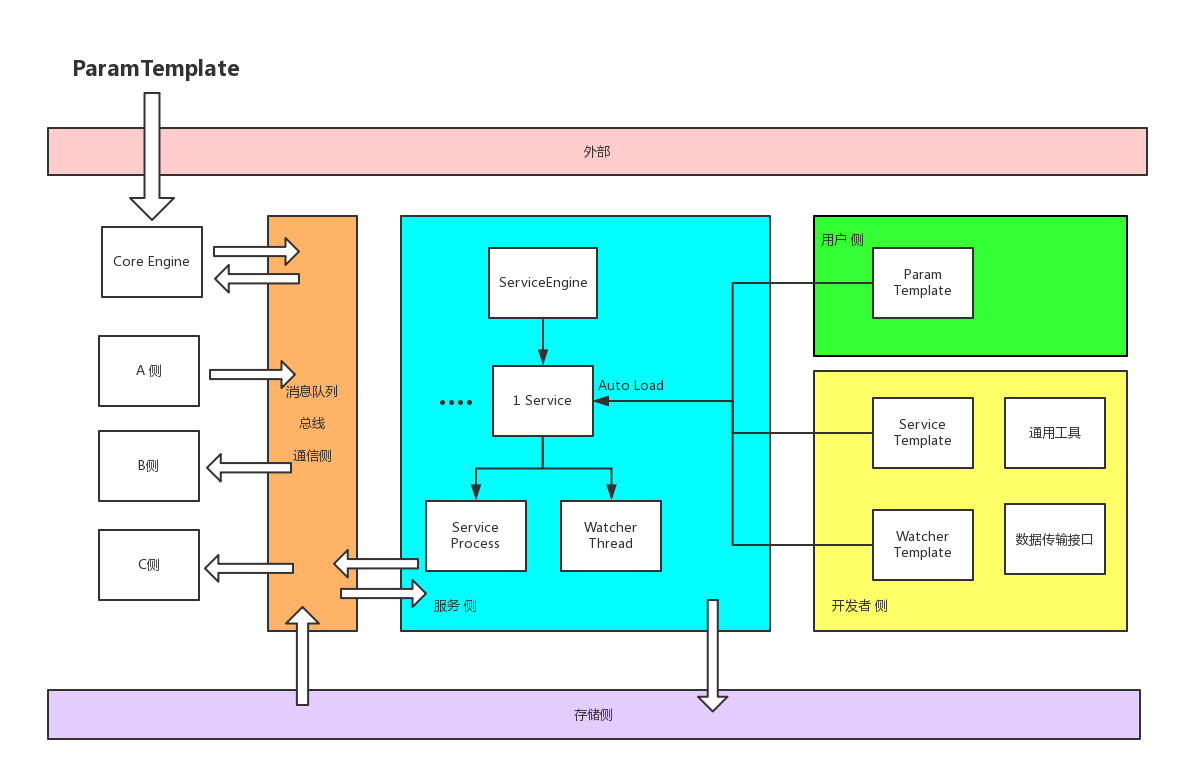 ParamTemplate
外部
Core Engine
A 侧
B侧
C侧
消息队列
总线
通信侧
ServiceEngine
1 Service
Auto Load
Service
Process
Watcher
Thread
服务 侧
用户 侧
Param
Template
Service
Template
通用工具
Watcher
Template
数据传输接口
开发者 侧
存储侧